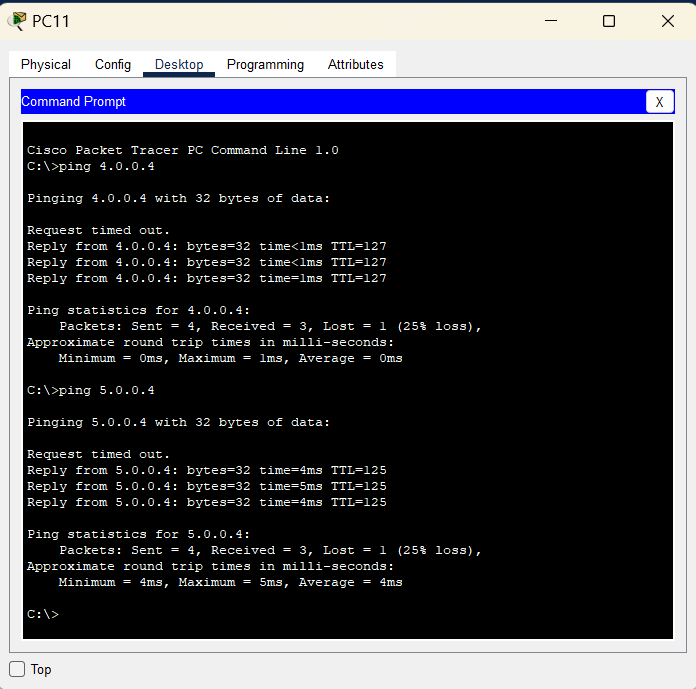 PC11
Physical Config Desktop Programming Attributes
Command Prompt X
Cisco Packet Tracer PC Command Line 1.0
C:\>ping 4.0.0.4
Pinging 4.0.0.4 with 32 bytes of data:
Request timed out.
Reply from 4.0.0.4: bytes=32 time<1ms TTL=127
Reply from 4.0.0.4: bytes=32 time<1ms TTL=127
Reply from 4.0.0.4: bytes=32 time=1ms TTL=127
Ping statistics for 4.0.0.4:
    Packets: Sent = 4, Received = 3, Lost = 1 (25% loss),
Approximate round trip times in milli-seconds:
    Minimum = 0ms, Maximum = 1ms, Average = 0ms
C:\>ping 5.0.0.4
Pinging 5.0.0.4 with 32 bytes of data:
Request timed out.
Reply from 5.0.0.4: bytes=32 time=4ms TTL=125
Reply from 5.0.0.4: bytes=32 time=5ms TTL=125
Reply from 5.0.0.4: bytes=32 time=4ms TTL=125
Ping statistics for 5.0.0.4:
    Packets: Sent = 4, Received = 3, Lost = 1 (25% loss),
Approximate round trip times in milli-seconds:
    Minimum = 4ms, Maximum = 5ms, Average = 4ms
C:\>
Top